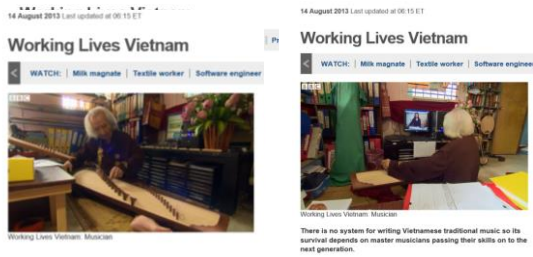 14 August 2013 Last updated at 06:15 ET
Working Lives Vietnam
WATCH: | Milk magnate | Textile worker | Software engineer
BBC
Working Lives Vietnam: Musician
14 August 2013 Last updated at 06:15 ET
Working Lives Vietnam
WATCH: | Milk magnate | Textile worker | Software engineer
BBC
Working Lives Vietnam: Musician
There is no system for writing Vietnamese traditional music so its
survival depends on master musicians passing their skills on to the
next generation.